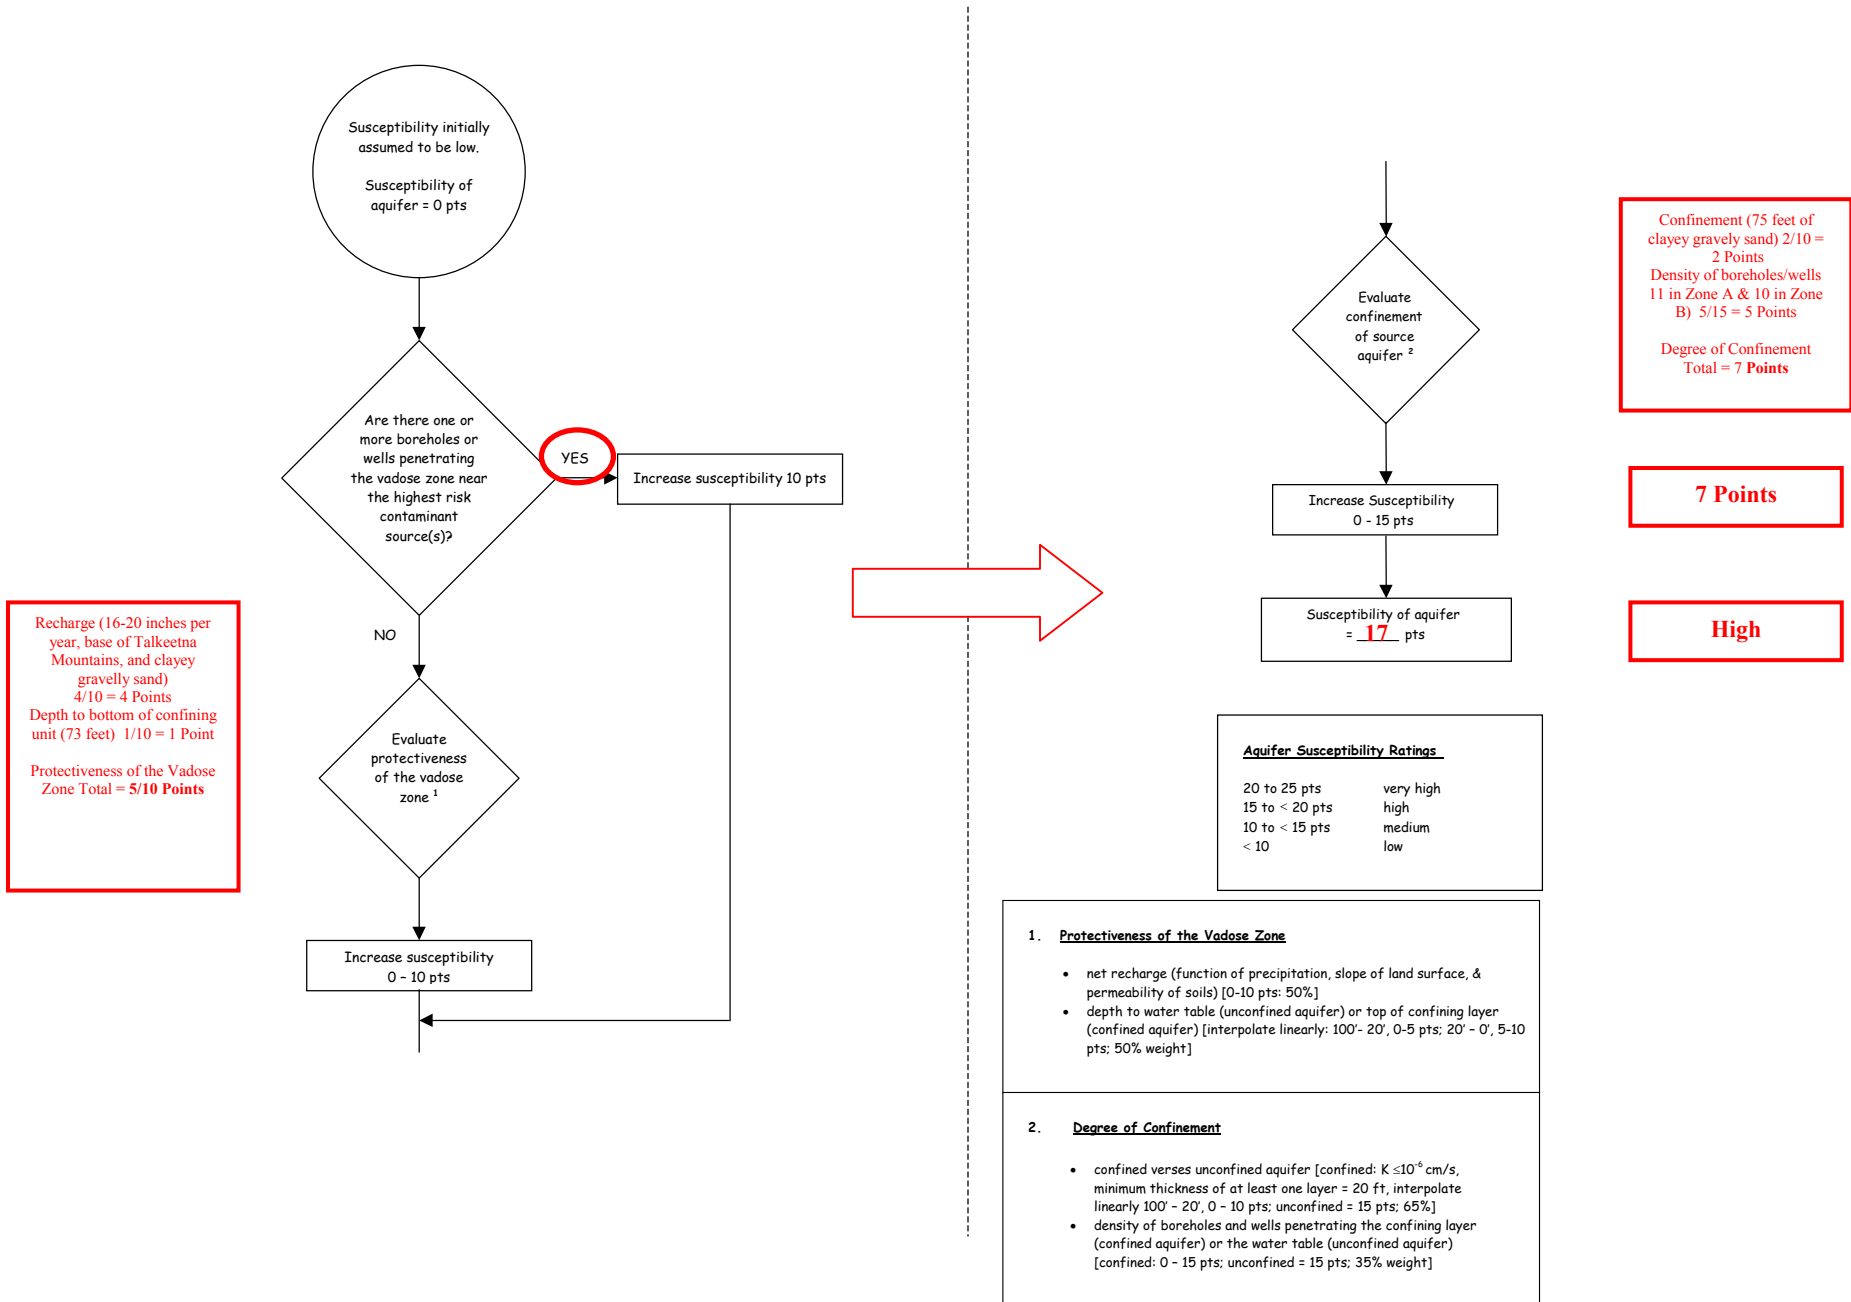 Susceptibility initially
assumed to be low.
Susceptibility of
aquifer = 0 pts
Are there one or
more boreholes or
wells penetrating
the vadose zone near
the highest risk
contaminant
source(s)?
YES
Increase susceptibility 10 pts
NO
Recharge (16-20 inches per
year, base of Talkeetna
Mountains, and clayey
gravelly sand)
4/10 = 4 Points
Depth to bottom of confining
unit (73 feet)  1/10 = 1 Point
Protectiveness of the Vadose
Zone Total = 5/10 Points
Evaluate
protectiveness
of the vadose
zone 1
Increase susceptibility
0 – 10 pts
Evaluate
confinement
of source
aquifer 2
Increase Susceptibility
0 - 15 pts
Susceptibility of aquifer
= 17 pts
Confinement (75 feet of
clayey gravely sand) 2/10 =
2 Points
Density of boreholes/wells
11 in Zone A & 10 in Zone
B)  5/15 = 5 Points
Degree of Confinement
Total = 7 Points
7 Points
High
Aquifer Susceptibility Ratings
20 to 25 pts very high
15 to < 20 pts high
10 to < 15 pts medium
< 10 low
1. Protectiveness of the Vadose Zone
• net recharge (function of precipitation, slope of land surface, &
permeability of soils) [0-10 pts: 50%]
• depth to water table (unconfined aquifer) or top of confining layer
(confined aquifer) [interpolate linearly: 100’- 20’, 0-5 pts; 20’ – 0’, 5-10
pts; 50% weight]
2. Degree of Confinement
• confined verses unconfined aquifer [confined: K ≤10-6 cm/s,
minimum thickness of at least one layer = 20 ft, interpolate
linearly 100’ – 20’, 0 – 10 pts; unconfined = 15 pts; 65%]
• density of boreholes and wells penetrating the confining layer
(confined aquifer) or the water table (unconfined aquifer)
[confined: 0 – 15 pts; unconfined = 15 pts; 35% weight]